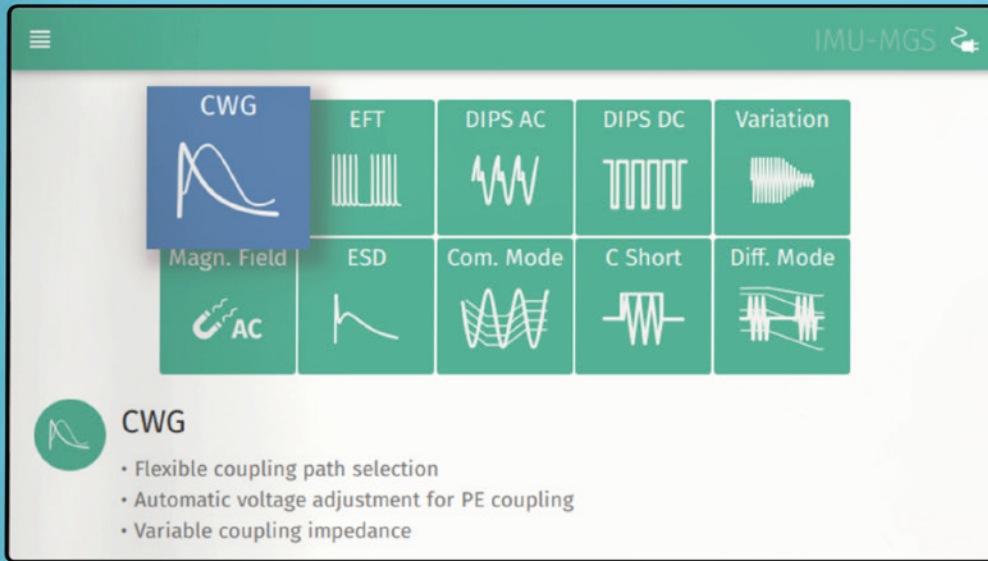 IMU-MGS
CWG
EFT
DIPS AC
DIPS DC
Variation
Magn. Field
ESD
Com. Mode
C Short
Diff. Mode
AC
CWG
• Flexible coupling path selection
• Automatic voltage adjustment for PE coupling
• Variable coupling impedance